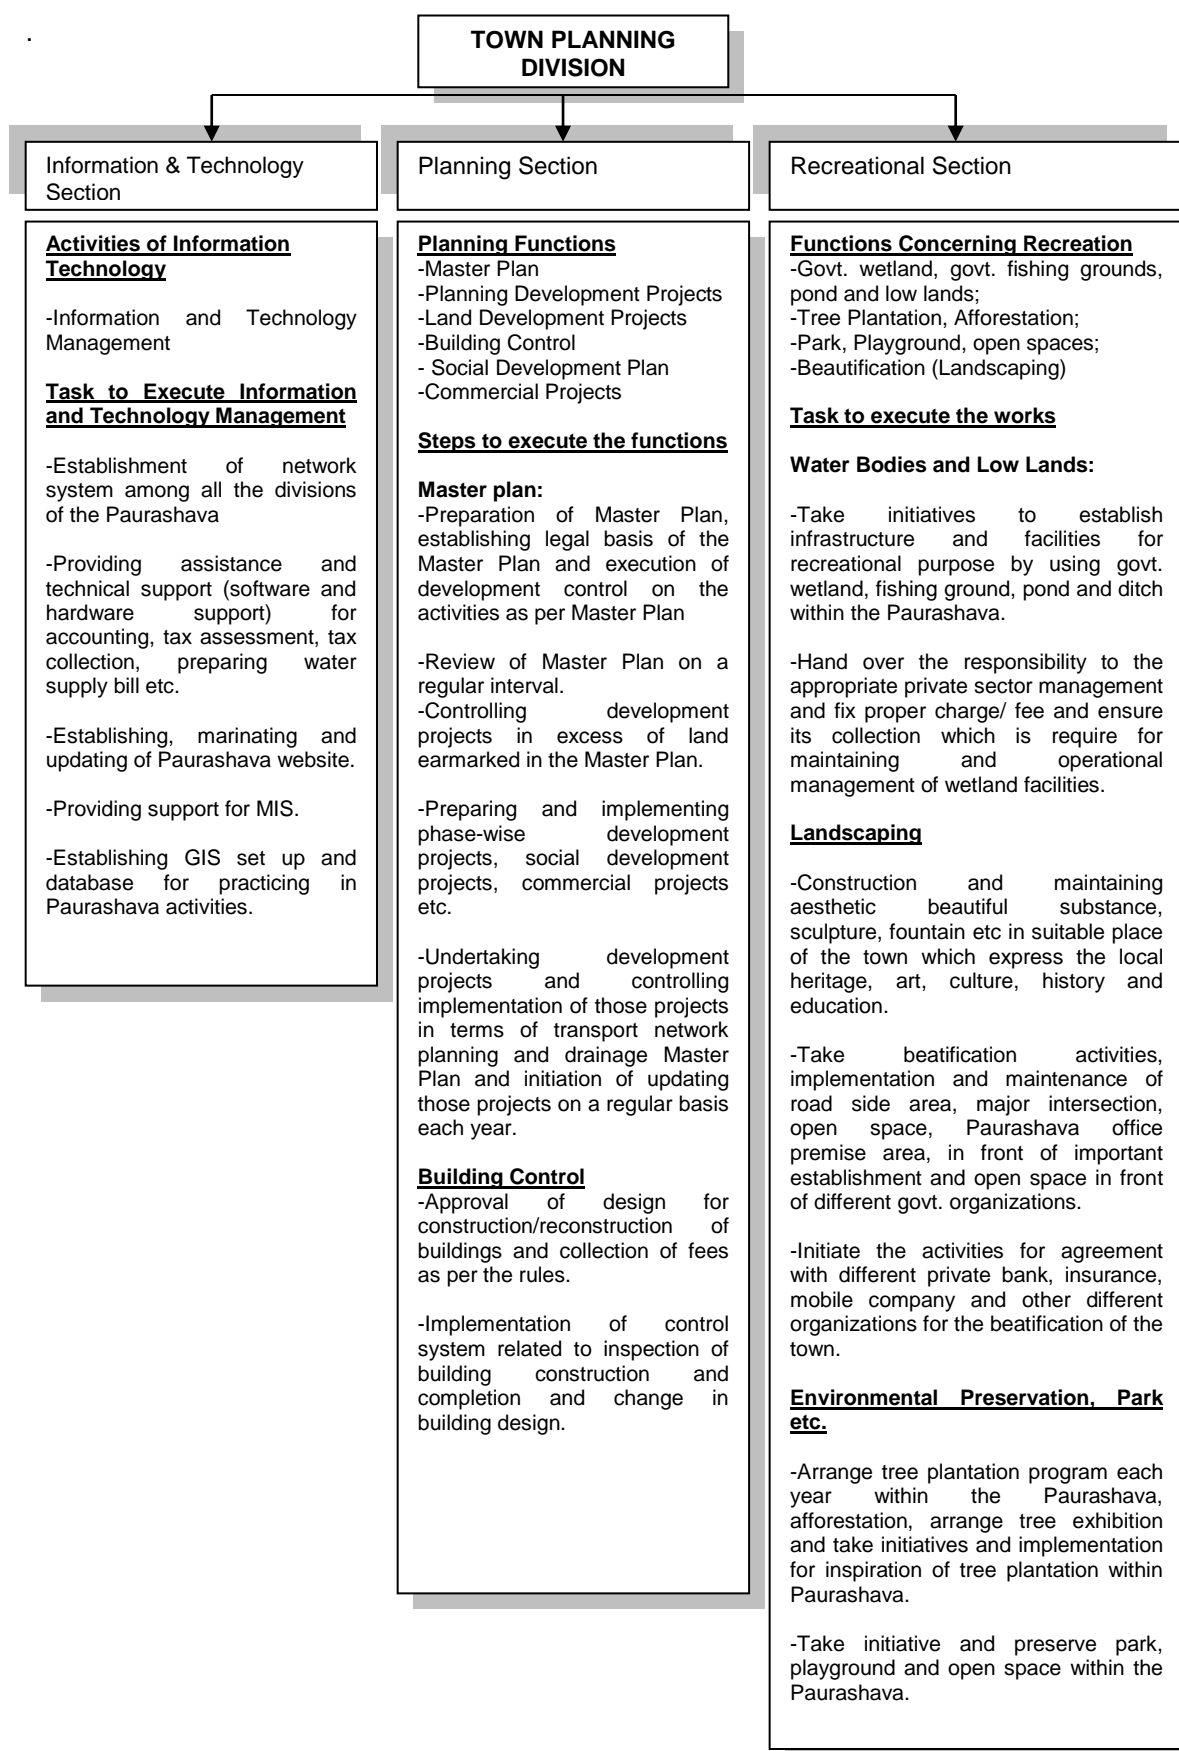 .
TOWN PLANNING
DIVISION
Information & Technology
Section
Activities of Information
Technology
-Information and Technology
Management
Task to Execute Information
and Technology Management
-Establishment of network
system among all the divisions
of the Paurashava
-Providing assistance and
technical support (software and
hardware support) for
accounting, tax assessment, tax
collection, preparing water
supply bill etc.
-Establishing, marinating and
updating of Paurashava website.
-Providing support for MIS.
-Establishing GIS set up and
database for practicing in
Paurashava activities.
Planning Section
Planning Functions
-Master Plan
-Planning Development Projects
-Land Development Projects
-Building Control
- Social Development Plan
-Commercial Projects
Steps to execute the functions
Master plan:
-Preparation of Master Plan,
establishing legal basis of the
Master Plan and execution of
development control on the
activities as per Master Plan
-Review of Master Plan on a
regular interval.
-Controlling development
projects in excess of land
earmarked in the Master Plan.
-Preparing and implementing
phase-wise development
projects, social development
projects, commercial projects
etc.
-Undertaking development
projects and controlling
implementation of those projects
in terms of transport network
planning and drainage Master
Plan and initiation of updating
those projects on a regular basis
each year.
Building Control
-Approval of design for
construction/reconstruction of
buildings and collection of fees
as per the rules.
-Implementation of control
system related to inspection of
building construction and
completion and change in
building design.
Recreational Section
Functions Concerning Recreation
-Govt. wetland, govt. fishing grounds,
pond and low lands;
-Tree Plantation, Afforestation;
-Park, Playground, open spaces;
-Beautification (Landscaping)
Task to execute the works
Water Bodies and Low Lands:
-Take initiatives to establish
infrastructure and facilities for
recreational purpose by using govt.
wetland, fishing ground, pond and ditch
within the Paurashava.
-Hand over the responsibility to the
appropriate private sector management
and fix proper charge/ fee and ensure
its collection which is require for
maintaining and operational
management of wetland facilities.
Landscaping
-Construction and maintaining
aesthetic beautiful substance,
sculpture, fountain etc in suitable place
of the town which express the local
heritage, art, culture, history and
education.
-Take beatification activities,
implementation and maintenance of
road side area, major intersection,
open space, Paurashava office
premise area, in front of important
establishment and open space in front
of different govt. organizations.
-Initiate the activities for agreement
with different private bank, insurance,
mobile company and other different
organizations for the beatification of the
town.
Environmental Preservation, Park
etc.
-Arrange tree plantation program each
year within the Paurashava,
afforestation, arrange tree exhibition
and take initiatives and implementation
for inspiration of tree plantation within
Paurashava.
-Take initiative and preserve park,
playground and open space within the
Paurashava.